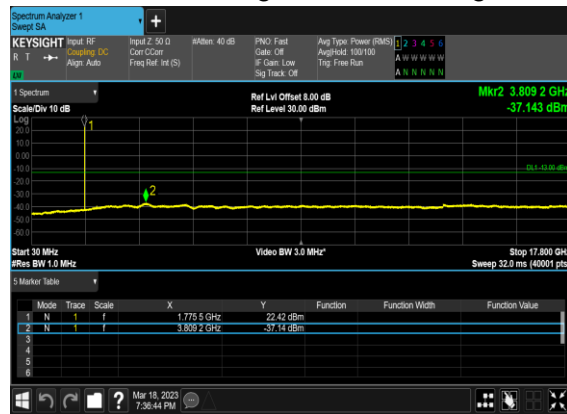 Spectrum Analyzer 1
Swept SA
+
KEYSIGHT Input: RF Input Z: 50 Ω #Atten: 40 dB PNO: Fast Avg Type: Power (RMS) 1 2 3 4 5 6
R T Coupling: DC Corr CCorr Gate: Off Avg|Hold: 100/100 A W W W W W
Align: Auto Freq Ref: Int (S) IF Gain: Low Trig: Free Run
Sig Track: Off A N N N N N
1 Spectrum Ref Lvl Offset 8.00 dB Mkr2 3.809 2 GHz
Scale/Div 10 dB Ref Level 30.00 dBm -37.143 dBm
Log
20.0
10.0
0.00
-10.0
-20.0
-30.0
-40.0
-50.0
-60.0
1
2
DL1 -13.00 dBm
Start 30 MHz Video BW 3.0 MHz* Stop 17.800 GHz
#Res BW 1.0 MHz Sweep 32.0 ms (40001 pts
5 Marker Table
Mode Trace Scale X Y Function Function Width Function Value
1 N 1 f 1.775 5 GHz 22.42 dBm
2 N 1 f 3.809 2 GHz -37.14 dBm
3
4
5
6
? Mar 18, 2023
7:36:44 PM